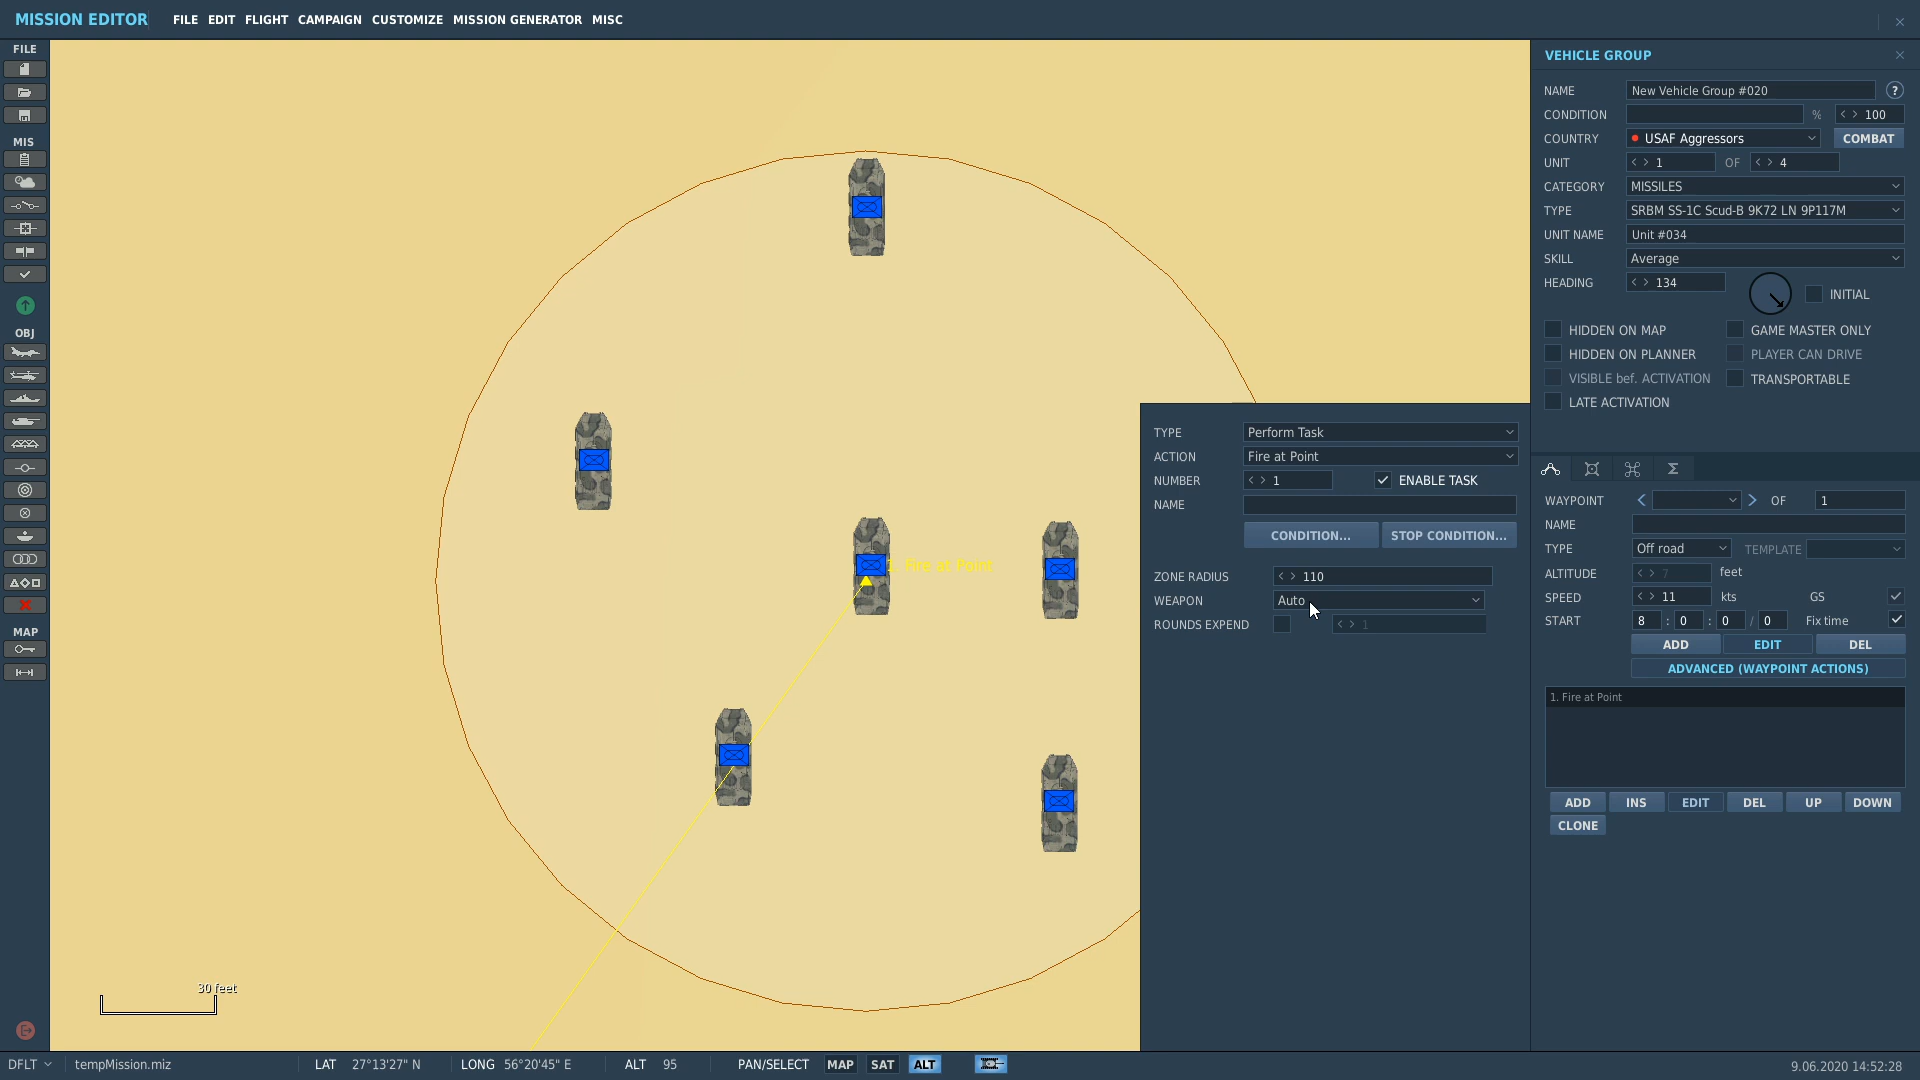 MISSION EDITOR FILE EDIT FLIGHT CAMPAIGN CUSTOMIZE MISSION GENERATOR MISC
FILE
MIS
OBJ
MAP
1. Fire at Point
30 feet
TYPE Perform Task
ACTION Fire at Point
NUMBER 1 ENABLE TASK
NAME
CONDITION... STOP CONDITION...
ZONE RADIUS 110
WEAPON Auto
ROUNDS EXPEND 1
VEHICLE GROUP
NAME New Vehicle Group #020 ?
CONDITION % 100
COUNTRY USAF Aggressors COMBAT
UNIT 1 OF 4
CATEGORY MISSILES
TYPE SRBM SS-1C Scud-B 9K72 LN 9P117M
UNIT NAME Unit #034
SKILL Average
HEADING 134
INITIAL
HIDDEN ON MAP GAME MASTER ONLY
HIDDEN ON PLANNER PLAYER CAN DRIVE
VISIBLE bef. ACTIVATION TRANSPORTABLE
LATE ACTIVATION
WAYPOINT OF 1
NAME
TYPE Off road TEMPLATE
ALTITUDE 7 feet
SPEED 11 kts GS
START 8 : 0 : 0 / 0 Fix time
ADD EDIT DEL
ADVANCED (WAYPOINT ACTIONS)
1. Fire at Point
ADD INS EDIT DEL UP DOWN
CLONE
DFLT tempMission.miz LAT 27°13'27" N LONG 56°20'45" E ALT 95 PAN/SELECT MAP SAT ALT 9.06.2020 14:52:28